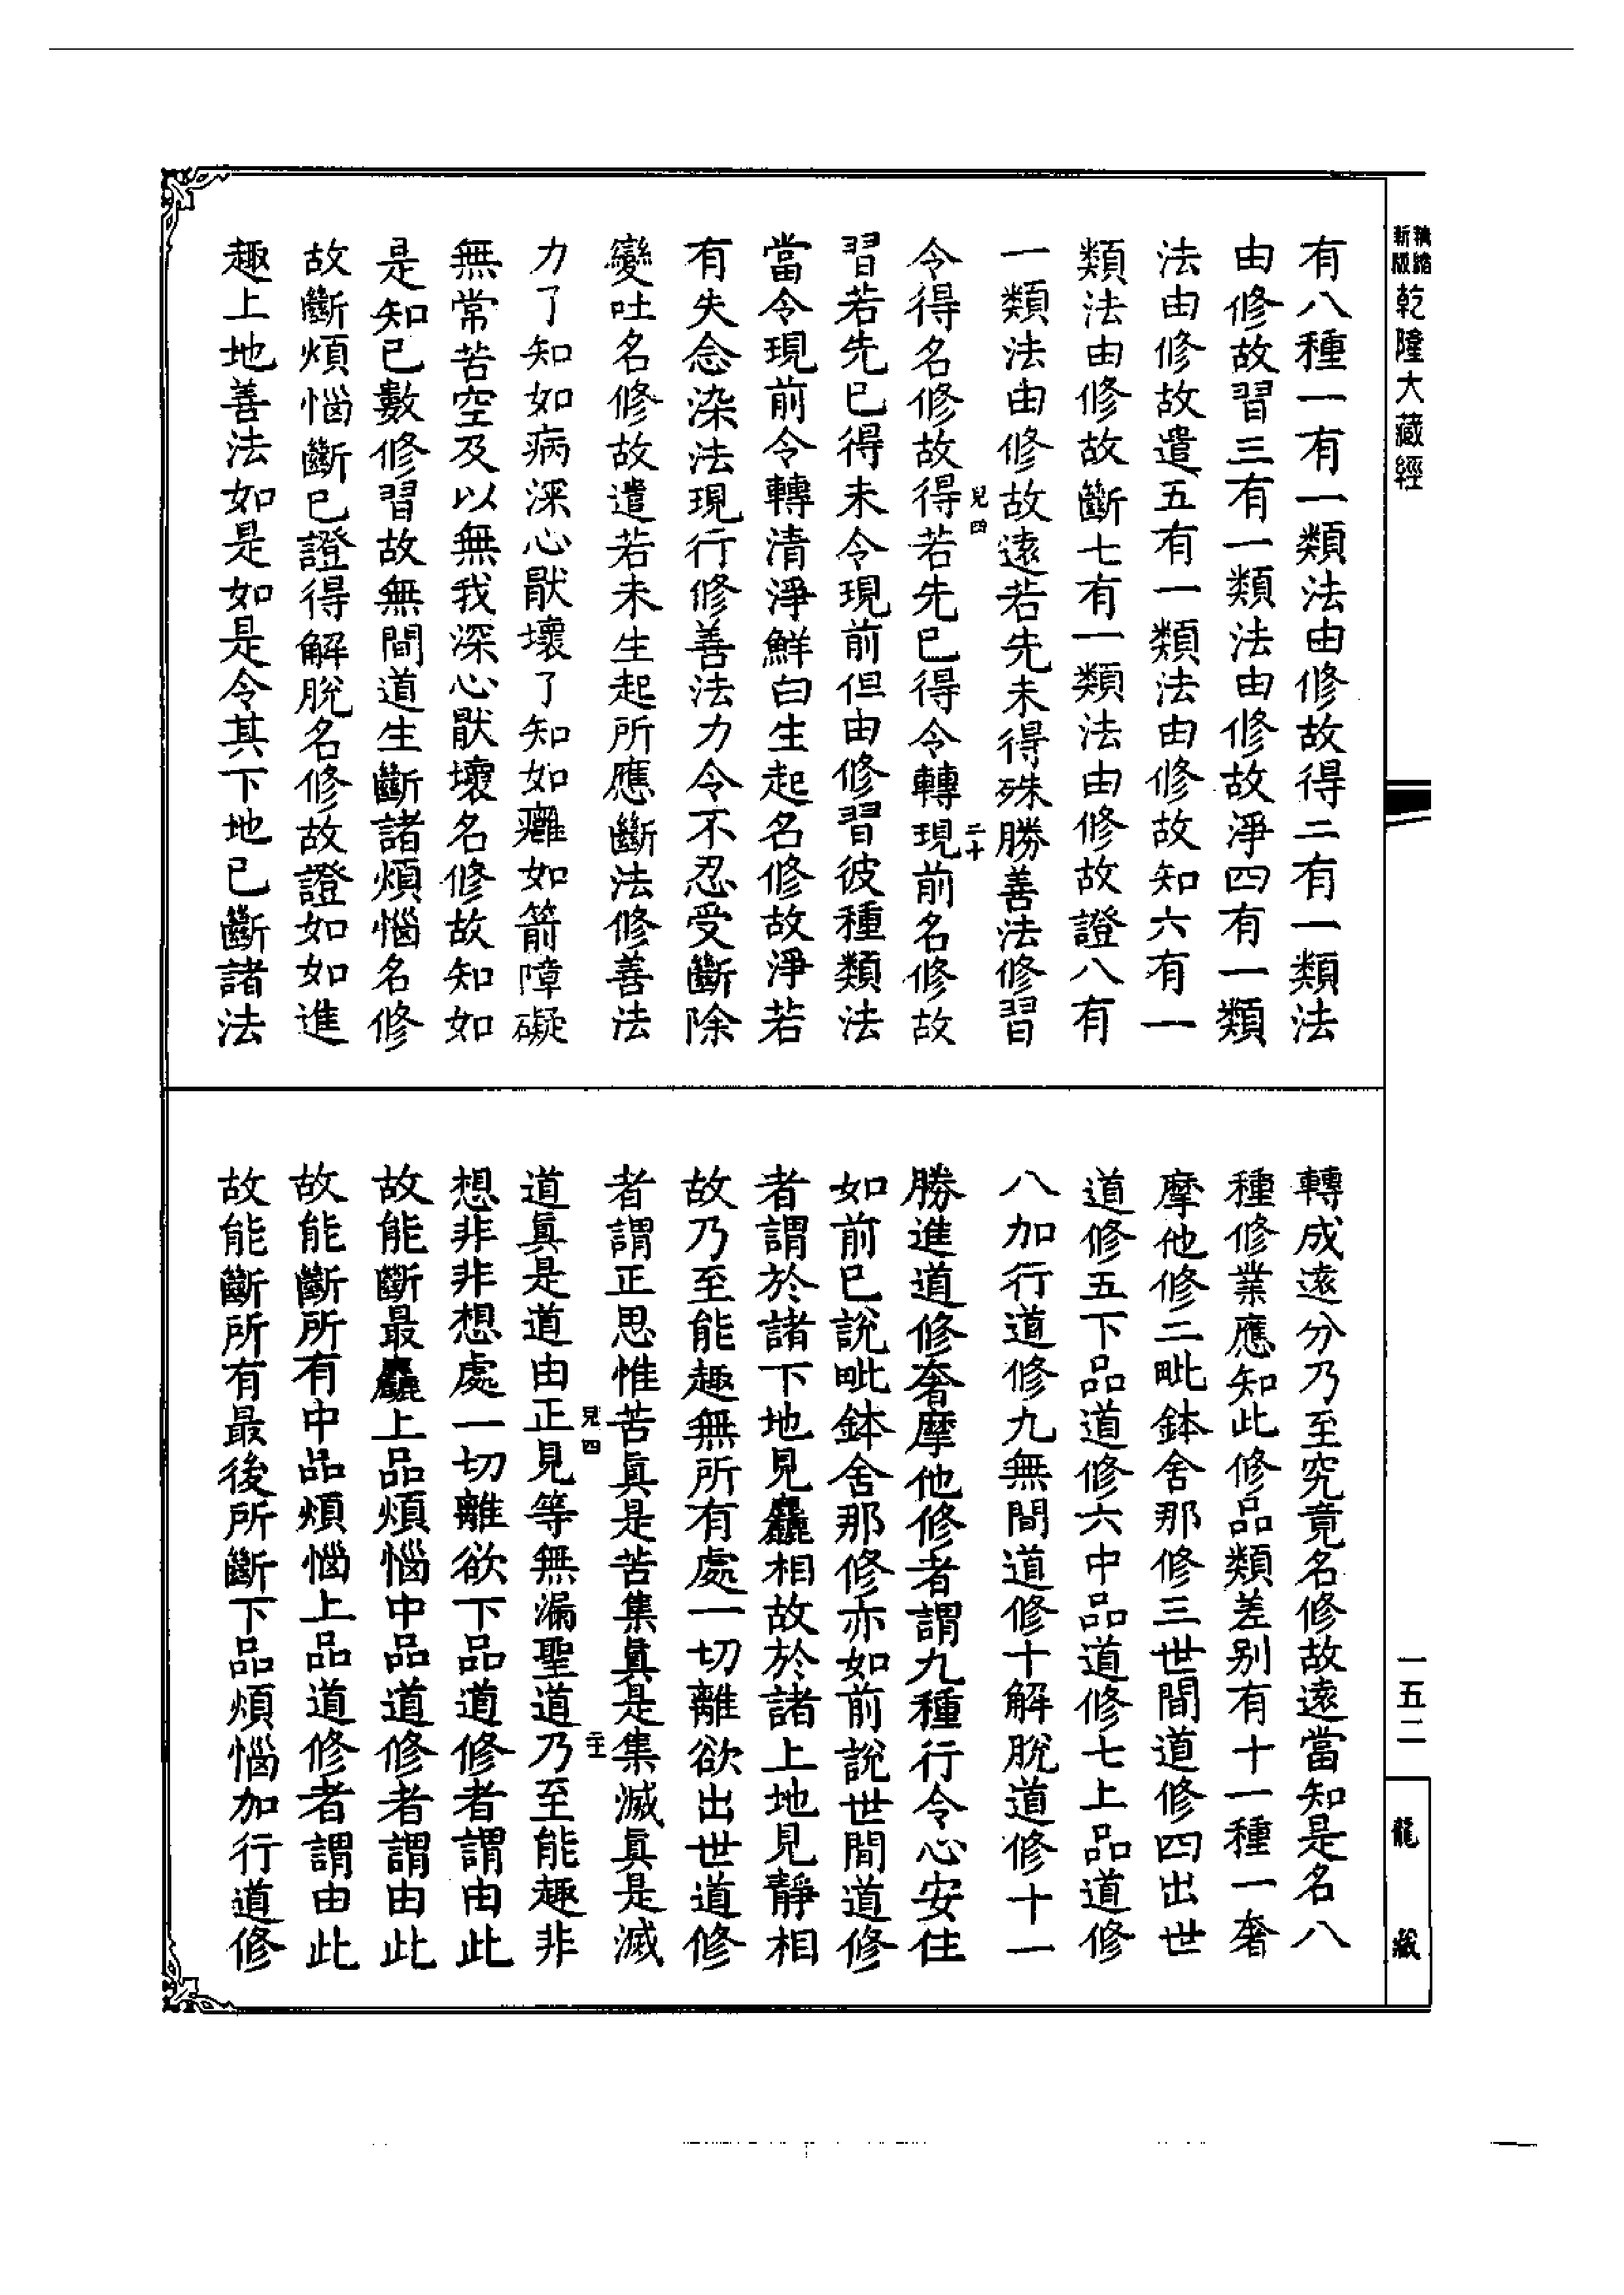 新版
精縮
乾隆大藏經
有八種一有一類法由修故得二有一類法
由修故習三有一類法由修故淨四有一類
法由修故遣五有一類法由修故知六有一
類法由修故斷七有一類法由修故證八有
一類法由修故遠若先未得殊勝善法修習
令得名修故得若先已得令轉現前名修故
兒四
二十
習若先已得未令現前但由修習彼種類法
當令現前令轉清淨鮮白生起名修故淨若
有失念染法現行修善法力令不忍受斷除
變吐名修故遣若未生起所應斷法修善法
力了知如病深心猒壞了知如癰如箭障礙
無常苦空及以無我深心猒壞名修故知如
是知已數修習故無間道生斷諸煩惱名修
故斷煩惱斷已證得解脫名修故證如如進
趣上地善法如是如是令其下地已斷諸法
轉成遠分乃至究竟名修故遠當知是名八
種修業應知此修品類差別有十一種一奢
摩他修二毗鉢舍那修三世間道修四出世
道修五下品道修六中品道修七上品道修
八加行道修九無間道修十解脫道修十一
勝進道修奢摩他修者謂九種行令心安住
如前已說毗鉢舍那修亦如前說世間道修
者謂於諸下地見麤相故於諸上地見靜相
故乃至能趣無所有處一切離欲出世道修
者謂正思惟苦眞是苦集眞是集滅眞是滅
道眞是道由正見等無漏聖道乃至能趣非
兒四
想非非想處一切離欲下品道修者謂由此
故能斷最麤上品煩惱中品道修者謂由此
故能斷所有中品煩惱上品道修者謂由此
故能斷所有最後所斷下品煩惱加行道修
一五二
龍藏